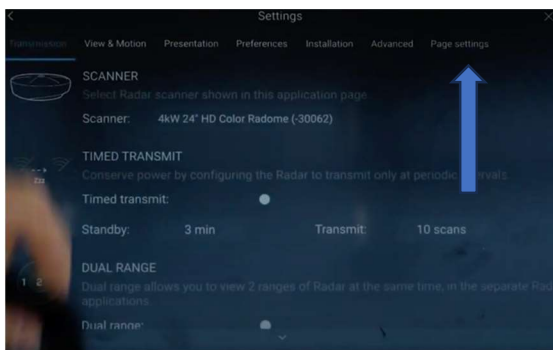 Settings
Transmission View & Motion Presentation Preferences Installation Advanced Page settings
SCANNER
Select Radar scanner shown in this application page.
Scanner: 4kW 24" HD Color Radome (-30062)
TIMED TRANSMIT
Conserve power by configuring the Radar to transmit only at periodic intervals.
Timed transmit:
Standby: 3 min Transmit: 10 scans
DUAL RANGE
1 2
Dual range allows you to view 2 ranges of Radar at the same time, in the separate Rad
applications.
Dual range: